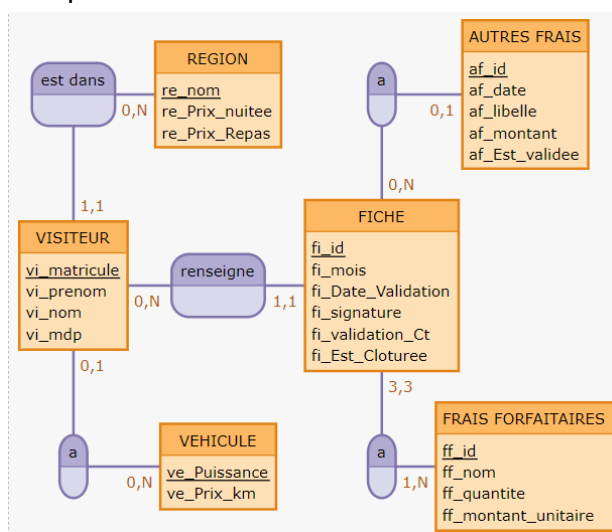 est dans
REGION
re_nom
re_Prix_nuitee
re_Prix_Repas
0,N
1,1
a
AUTRES FRAIS
af_id
af_date
af_libelle
af_montant
af_Est_validee
0,1
0,N
VISITEUR
vi_matricule
vi_prenom
vi_nom
vi_mdp
0,N
renseigne
1,1
FICHE
fi_id
fi_mois
fi_Date_Validation
fi_signature
fi_validation_Ct
fi_Est_Cloturee
0,1
a
0,N
VEHICULE
ve_Puissance
ve_Prix_km
3,3
a
1,N
FRAIS FORFAITAIRES
ff_id
ff_nom
ff_quantite
ff_montant_unitaire